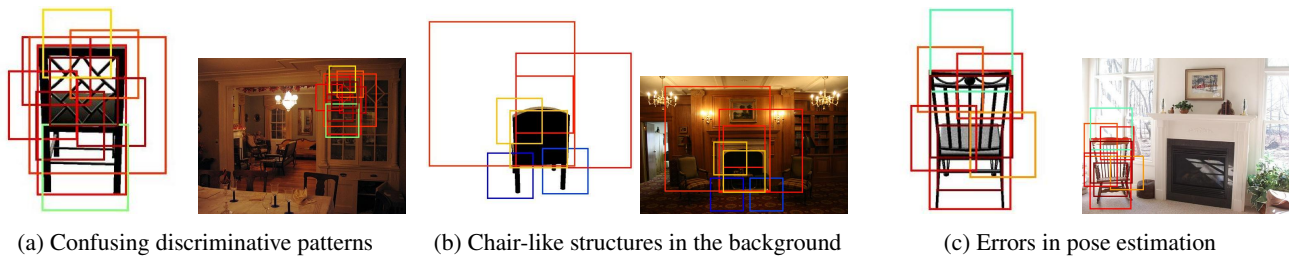 (a) Confusing discriminative patterns
(b) Chair-like structures in the background
(c) Errors in pose estimation